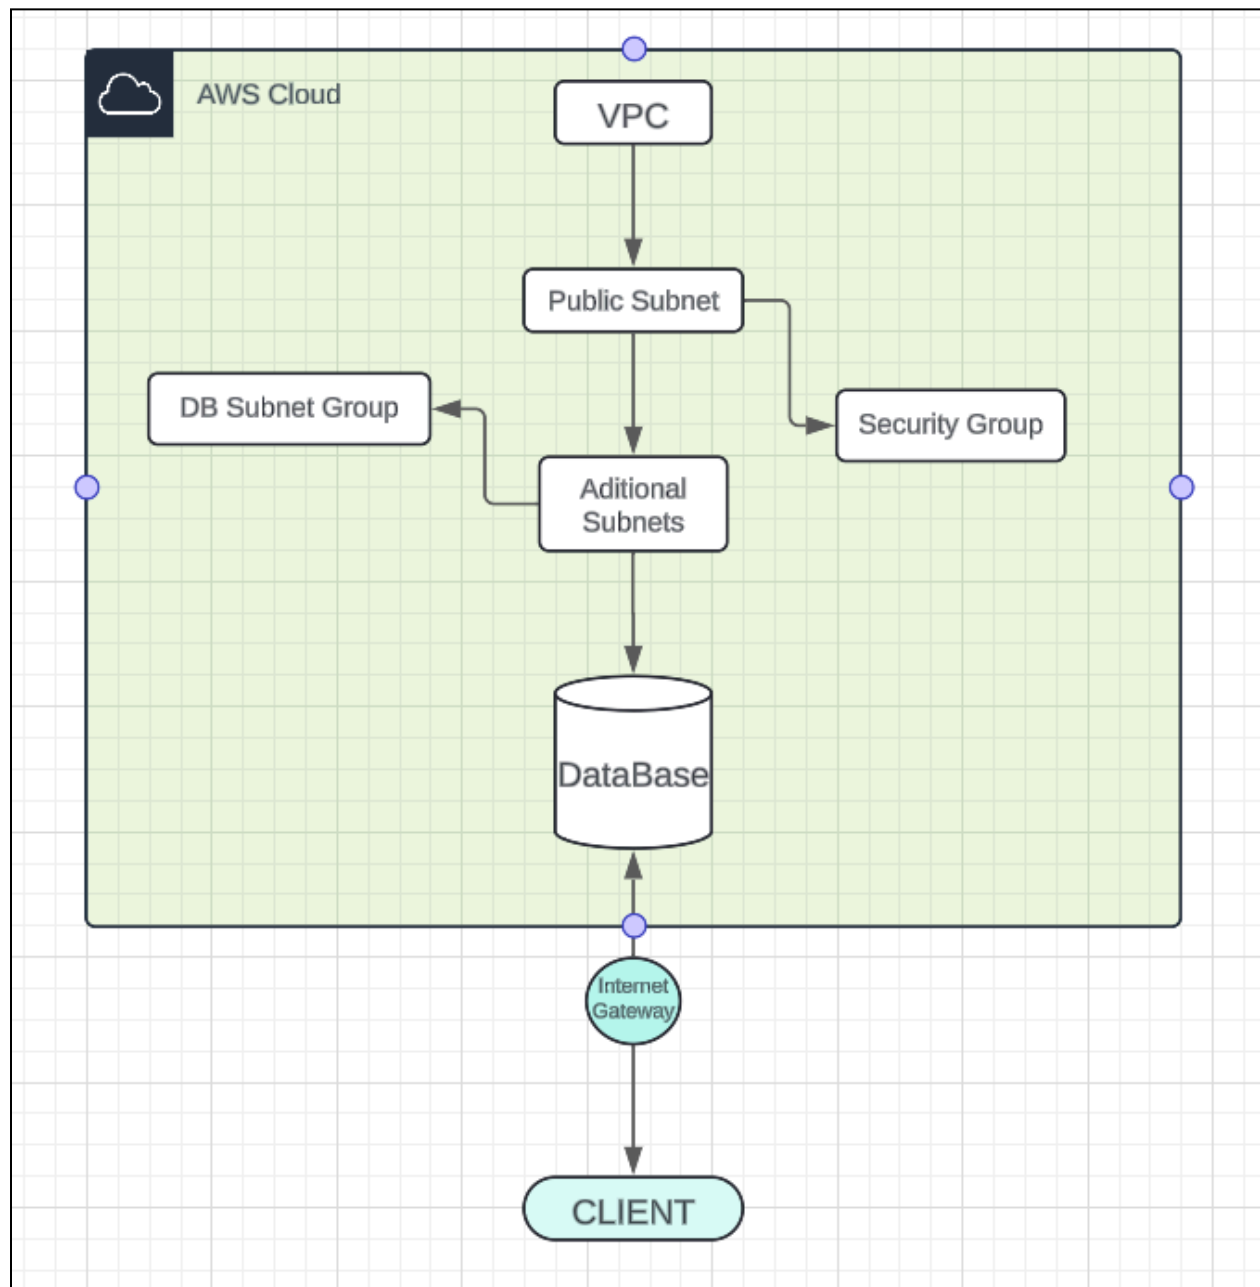 AWS Cloud
VPC
Public Subnet
DB Subnet Group
Security Group
Aditional
Subnets
DataBase
Internet
Gateway
CLIENT